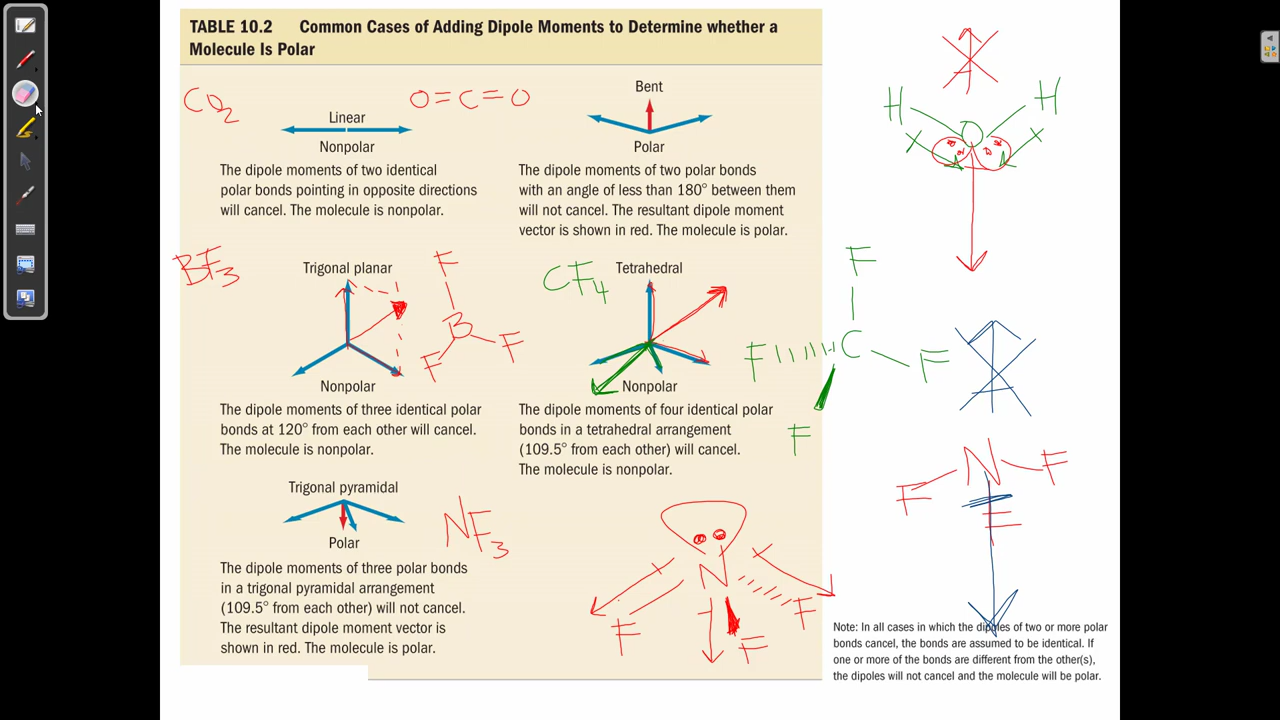 TABLE 10.2 Common Cases of Adding Dipole Moments to Determine whether a
Molecule Is Polar
CO2
O=C=O
Linear
Nonpolar
The dipole moments of two identical
polar bonds pointing in opposite directions
will cancel. The molecule is nonpolar.
Bent
Polar
The dipole moments of two polar bonds
with an angle of less than 180° between them
will not cancel. The resultant dipole moment
vector is shown in red. The molecule is polar.
H
H
O
BF3
Trigonal planar
F
B
F
F
Nonpolar
The dipole moments of three identical polar
bonds at 120° from each other will cancel.
The molecule is nonpolar.
CF4
Tetrahedral
Nonpolar
The dipole moments of four identical polar
bonds in a tetrahedral arrangement
(109.5° from each other) will cancel.
The molecule is nonpolar.
F
F
C
F
F
Trigonal pyramidal
Polar
NF3
The dipole moments of three polar bonds
in a trigonal pyramidal arrangement
(109.5° from each other) will not cancel.
The resultant dipole moment vector is
shown in red. The molecule is polar.
N
F
F
F
N
F
F
F
Note: In all cases in which the dipoles of two or more polar
bonds cancel, the bonds are assumed to be identical. If
one or more of the bonds are different from the other(s),
the dipoles will not cancel and the molecule will be polar.